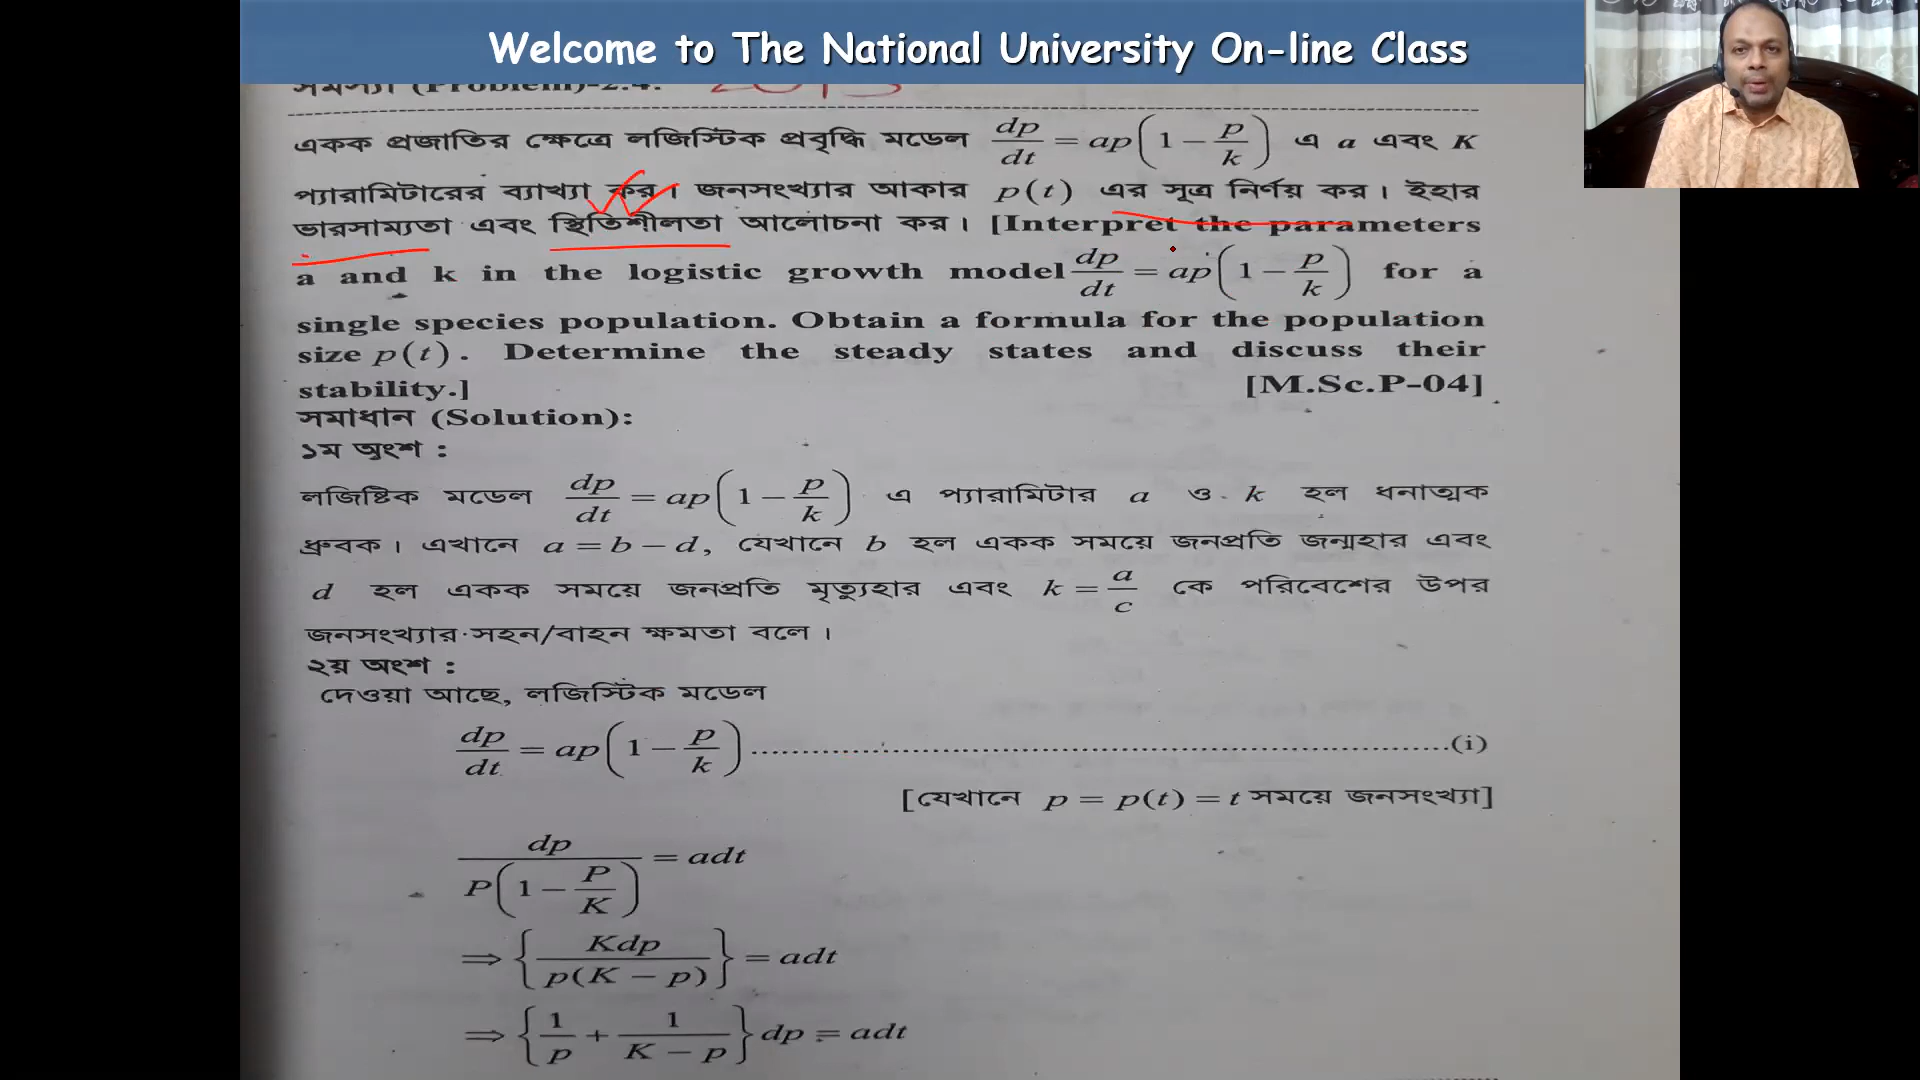 Welcome to The National University On-line Class
সমস্যা (Problem)-2.4:
একক প্রজাতির ক্ষেত্রে লজিস্টিক প্রবৃদ্ধি মডেল dp/dt = ap(1 − p/k) এ a এবং K
প্যারামিটারের ব্যাখ্যা কর। জনসংখ্যার আকার p(t) এর সূত্র নির্ণয় কর। ইহার
ভারসাম্যতা এবং স্থিতিশীলতা আলোচনা কর। [Interpret the parameters
a and k in the logistic growth model dp/dt = ap(1 − p/k) for a
single species population. Obtain a formula for the population
size p(t). Determine the steady states and discuss their
stability.] [M.Sc.P-04]
সমাধান (Solution):
১ম অংশ :
লজিষ্টিক মডেল dp/dt = ap(1 − p/k) এ প্যারামিটার a ও k হল ধনাত্মক
ধ্রুবক। এখানে a = b − d, যেখানে b হল একক সময়ে জনপ্রতি জন্মহার এবং
d হল একক সময়ে জনপ্রতি মৃত্যুহার এবং k = a/c কে পরিবেশের উপর
জনসংখ্যার সহন/বাহন ক্ষমতা বলে।
২য় অংশ :
দেওয়া আছে, লজিস্টিক মডেল
dp/dt = ap(1 − p/k) ..........(i)
[যেখানে p = p(t) = t সময়ে জনসংখ্যা]
dp / P(1 − P/K) = adt
⇒ {Kdp / p(K − p)} = adt
⇒ {1/p + 1/(K − p)} dp = adt